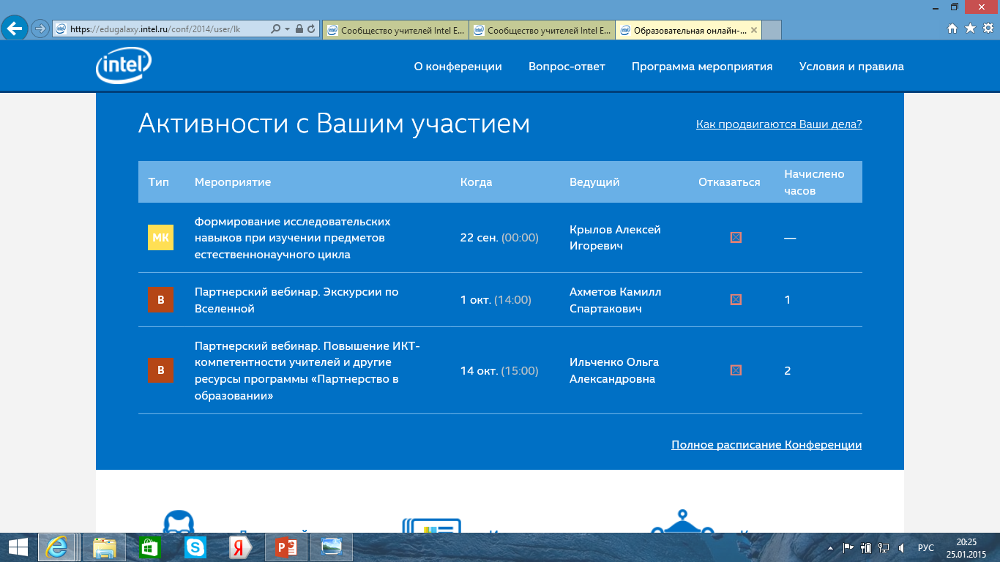 https://edugalaxy.intel.ru/conf/2014/user/lk
Сообщество учителей Intel E...
Сообщество учителей Intel E...
Образовательная онлайн-...
intel
О конференции
Вопрос-ответ
Программа мероприятия
Условия и правила
Активности с Вашим участием
Как продвигаются Ваши дела?
Тип
Мероприятие
Когда
Ведущий
Отказаться
Начислено
часов
МК
Формирование исследовательских
навыков при изучении предметов
естественнонаучного цикла
22 сен. (00:00)
Крылов Алексей
Игоревич
—
В
Партнерский вебинар. Экскурсии по
Вселенной
1 окт. (14:00)
Ахметов Камилл
Спартакович
1
В
Партнерский вебинар. Повышение ИКТ-
компетентности учителей и другие
ресурсы программы «Партнерство в
образовании»
14 окт. (15:00)
Ильченко Ольга
Александровна
2
Полное расписание Конференции
РУС
20:25
25.01.2015